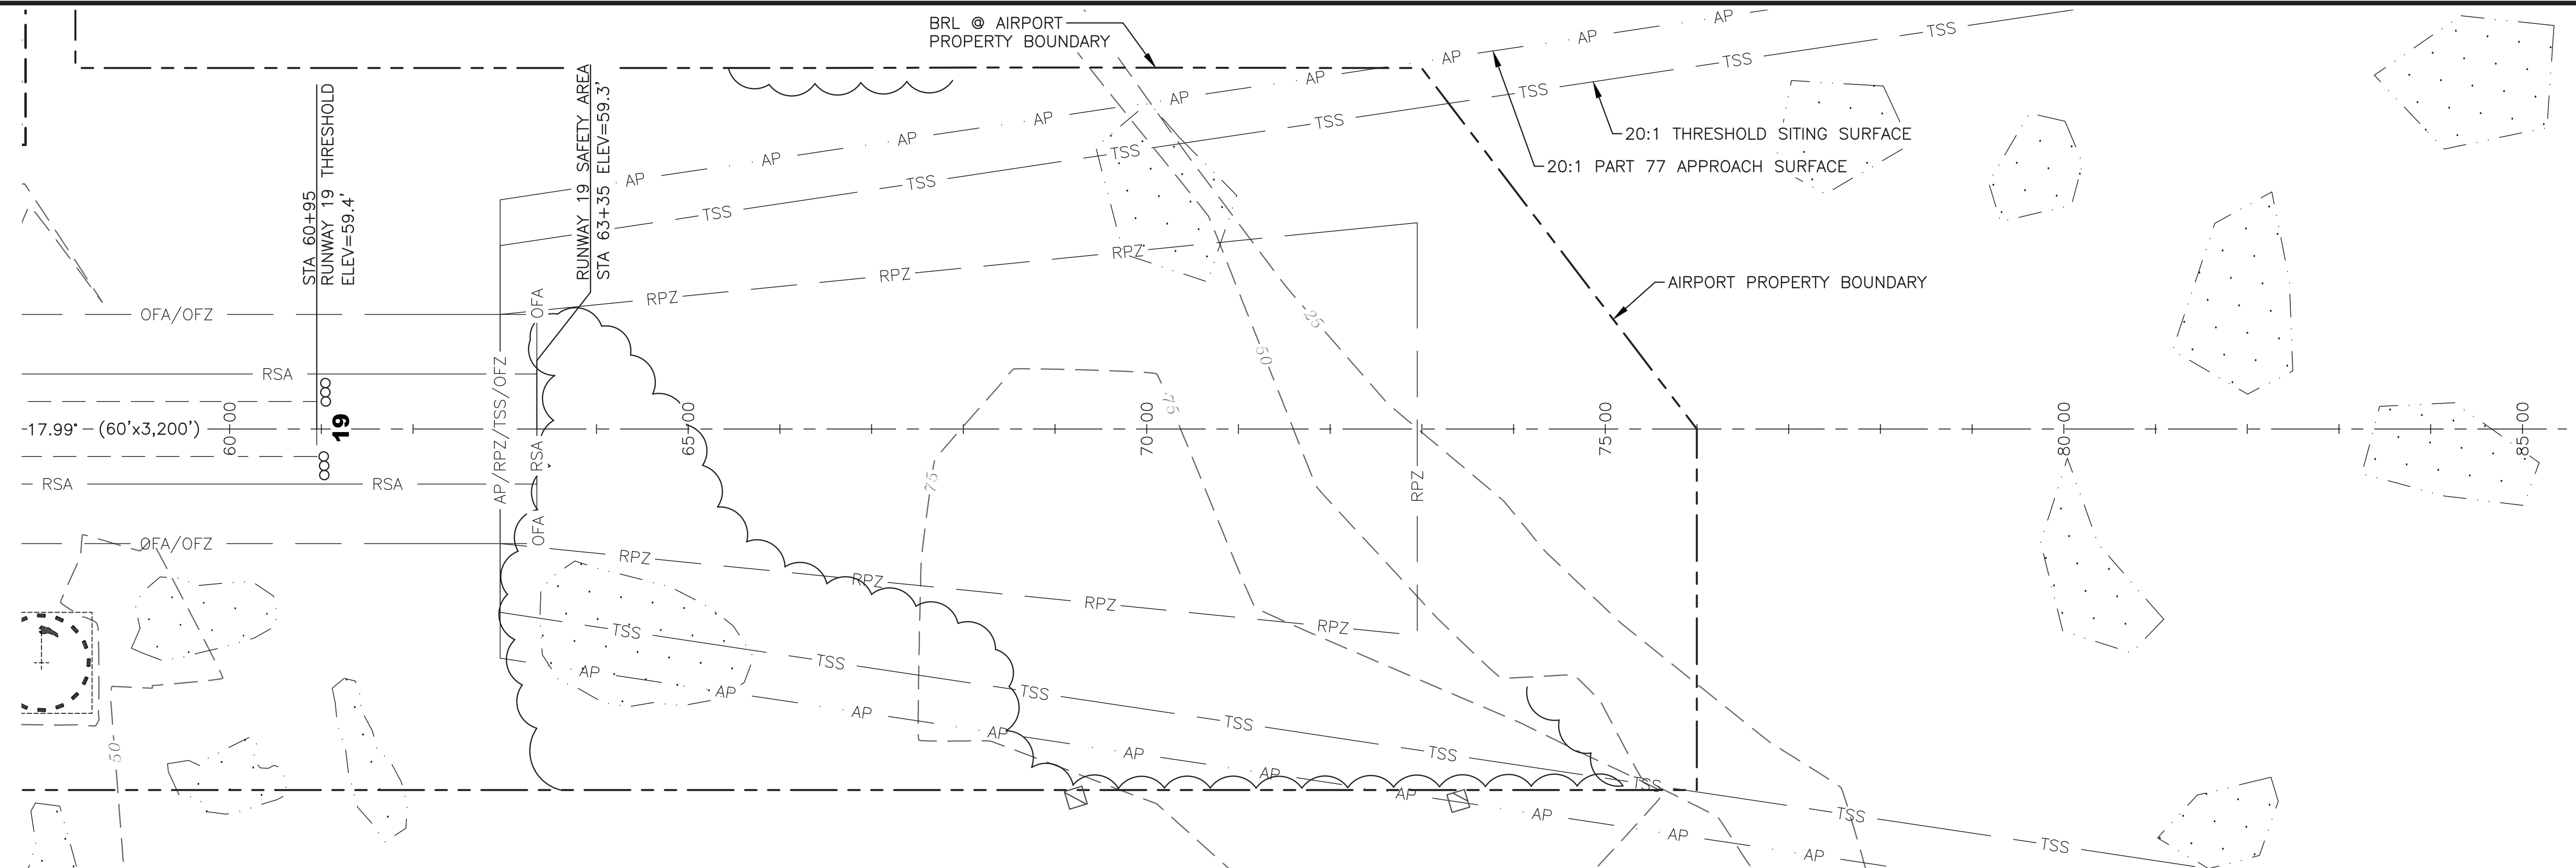 BRL @ AIRPORT
PROPERTY BOUNDARY
AP
AP
AP
AP
AP
AP
AP
AP
AP
TSS
TSS
TSS
TSS
TSS
TSS
TSS
20:1 THRESHOLD SITING SURFACE
20:1 PART 77 APPROACH SURFACE
STA 60+95
RUNWAY 19 THRESHOLD
ELEV=59.4'
RUNWAY 19 SAFETY AREA
STA 63+35 ELEV=59.3'
RPZ
RPZ
RPZ
AIRPORT PROPERTY BOUNDARY
OFA/OFZ
OFA
25
50
75
75
RSA
AP/RPZ/TSS/OFZ
17.99° (60'x3,200')
60+00
19
65+00
70+00
75+00
80+00
85+00
RSA
RSA
RSA
RPZ
OFA
OFA/OFZ
RPZ
RPZ
RPZ
RPZ
TSS
TSS
TSS
TSS
TSS
TSS
TSS
TSS
AP
AP
AP
AP
AP
AP
AP
AP
AP
AP
50